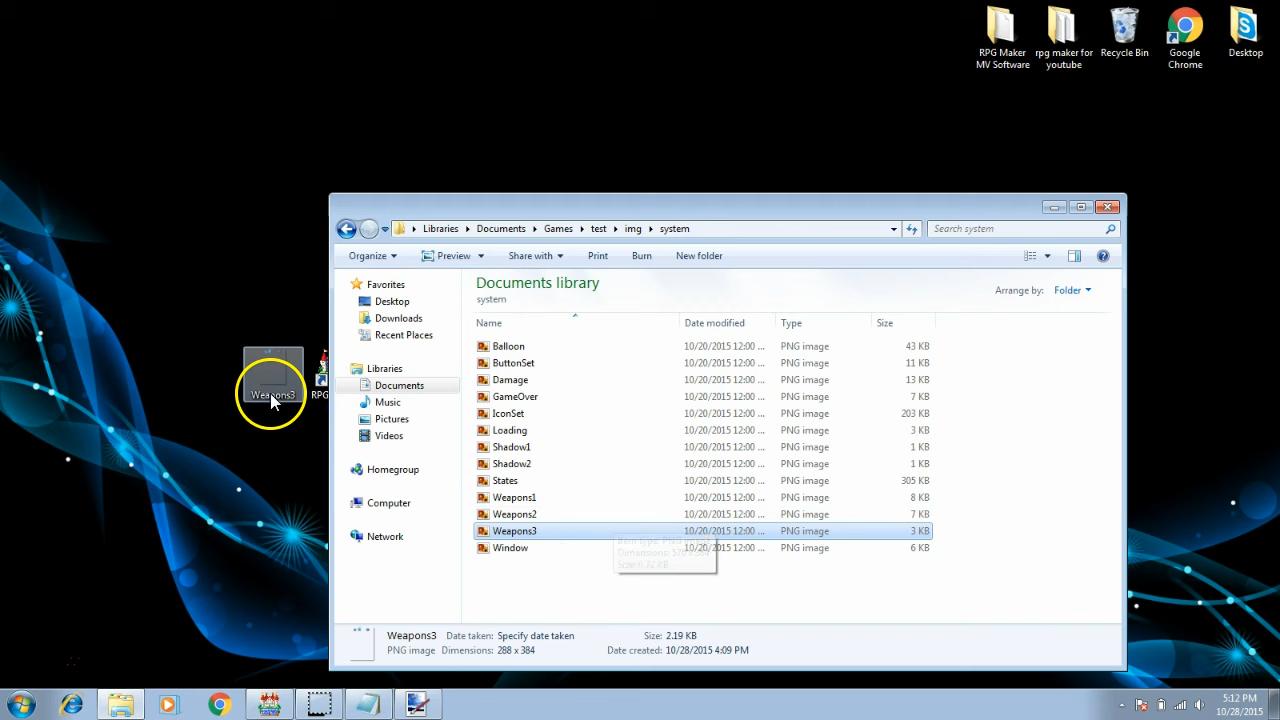 RPG Maker MV Software
rpg maker for youtube
Recycle Bin
Google Chrome
Desktop
Weapons3
RPG
Libraries Documents Games test img system
Search system
Organize Preview Share with Print Burn New folder
Favorites
Desktop
Downloads
Recent Places
Libraries
Documents
Music
Pictures
Videos
Homegroup
Computer
Network
Documents library
system
Arrange by: Folder
Name Date modified Type Size
Balloon 10/20/2015 12:00 ... PNG image 43 KB
ButtonSet 10/20/2015 12:00 ... PNG image 11 KB
Damage 10/20/2015 12:00 ... PNG image 13 KB
GameOver 10/20/2015 12:00 ... PNG image 7 KB
IconSet 10/20/2015 12:00 ... PNG image 203 KB
Loading 10/20/2015 12:00 ... PNG image 3 KB
Shadow1 10/20/2015 12:00 ... PNG image 1 KB
Shadow2 10/20/2015 12:00 ... PNG image 1 KB
States 10/20/2015 12:00 ... PNG image 305 KB
Weapons1 10/20/2015 12:00 ... PNG image 8 KB
Weapons2 10/20/2015 12:00 ... PNG image 7 KB
Weapons3 10/20/2015 12:00 ... PNG image 3 KB
Window 10/20/2015 12:00 ... PNG image 6 KB
Item type: PNG
Dimensions:
Size:
Weapons3 Date taken: Specify date taken Size: 2.19 KB
PNG image Dimensions: 288 x 384 Date created: 10/28/2015 4:09 PM
5:12 PM
10/28/2015